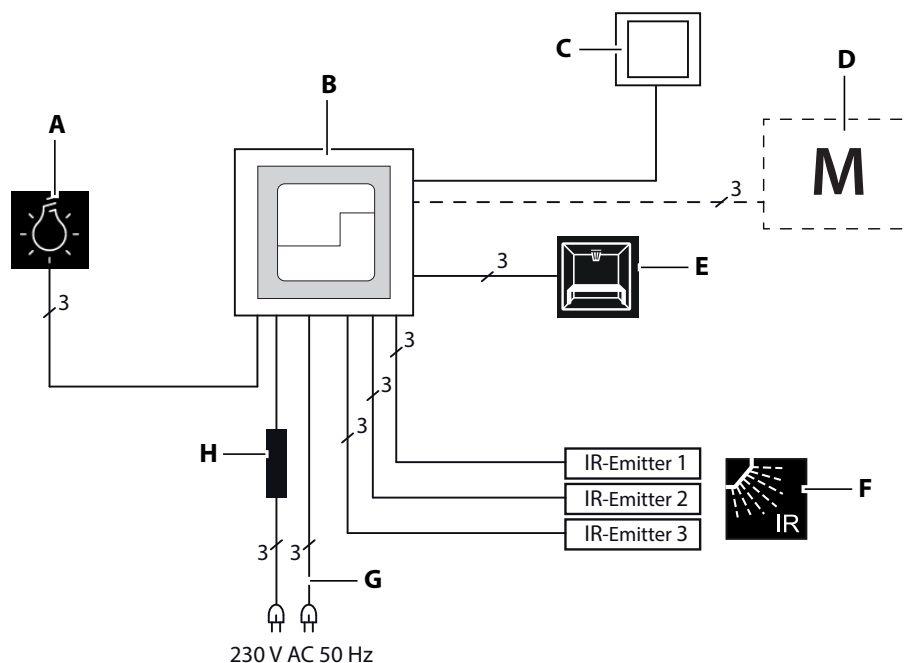 C
D
B
A
M
3
3
E
3
3
3
3
H
IR-Emitter 1
IR-Emitter 2
IR-Emitter 3
F
IR
3
3
G
230 V AC 50 Hz